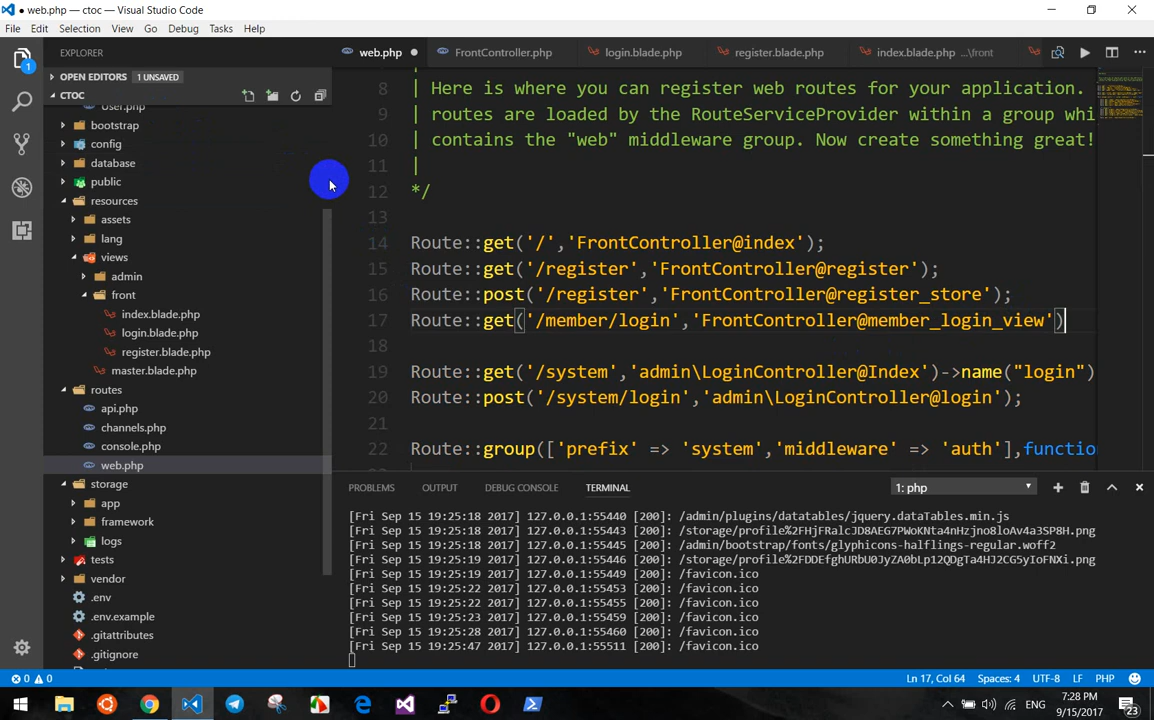 web.php — ctoc — Visual Studio Code
File Edit Selection View Go Debug Tasks Help
EXPLORER
web.php FrontController.php login.blade.php register.blade.php index.blade.php ...\front
OPEN EDITORS 1 UNSAVED
CTOC
User.php
bootstrap
config
database
public
resources
assets
lang
views
admin
front
index.blade.php
login.blade.php
register.blade.php
master.blade.php
routes
api.php
channels.php
console.php
web.php
storage
app
framework
logs
tests
vendor
.env
.env.example
.gitattributes
.gitignore
1
8 | Here is where you can register web routes for your application.
9 | routes are loaded by the RouteServiceProvider within a group whi
10 | contains the "web" middleware group. Now create something great!
11 |
12 */
13
14 Route::get('/','FrontController@index');
15 Route::get('/register','FrontController@register');
16 Route::post('/register','FrontController@register_store');
17 Route::get('/member/login','FrontController@member_login_view')
18
19 Route::get('/system','admin\LoginController@Index')->name("login")
20 Route::post('/system/login','admin\LoginController@login');
21
22 Route::group(['prefix' => 'system','middleware' => 'auth'],functio
PROBLEMS OUTPUT DEBUG CONSOLE TERMINAL 1: php
[Fri Sep 15 19:25:18 2017] 127.0.0.1:55440 [200]: /admin/plugins/datatables/jquery.dataTables.min.js
[Fri Sep 15 19:25:18 2017] 127.0.0.1:55443 [200]: /storage/profile%2FHjFRalcJD8AEG7PWoKNta4nHzjno8loAv4a3SP8H.png
[Fri Sep 15 19:25:18 2017] 127.0.0.1:55445 [200]: /admin/bootstrap/fonts/glyphicons-halflings-regular.woff2
[Fri Sep 15 19:25:18 2017] 127.0.0.1:55446 [200]: /storage/profile%2FDDEfghURbU0JyZA0bLp12QDgTa4HJ2CG5yIoFNXi.png
[Fri Sep 15 19:25:19 2017] 127.0.0.1:55449 [200]: /favicon.ico
[Fri Sep 15 19:25:22 2017] 127.0.0.1:55453 [200]: /favicon.ico
[Fri Sep 15 19:25:22 2017] 127.0.0.1:55455 [200]: /favicon.ico
[Fri Sep 15 19:25:23 2017] 127.0.0.1:55459 [200]: /favicon.ico
[Fri Sep 15 19:25:28 2017] 127.0.0.1:55460 [200]: /favicon.ico
[Fri Sep 15 19:25:47 2017] 127.0.0.1:55511 [200]: /favicon.ico
0 0 Ln 17, Col 64 Spaces: 4 UTF-8 LF PHP
ENG 7:28 PM
9/15/2017
23